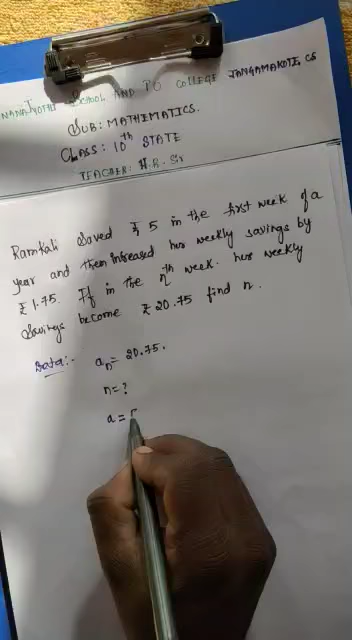 SCHOOL AND PU COLLEGE JANGAMAKOTE, CS
SUB: MATHEMATICS.
CLASS: 10th STATE
TEACHER: H.R. Sir
Ramkali Saved ₹ 5 in the first week of a
year and then increased her weekly savings by
₹ 1.75. If in the nth week. her weekly
Savings become ₹ 20.75 find n.
Data:- an = 20.75.
n = ?
a =